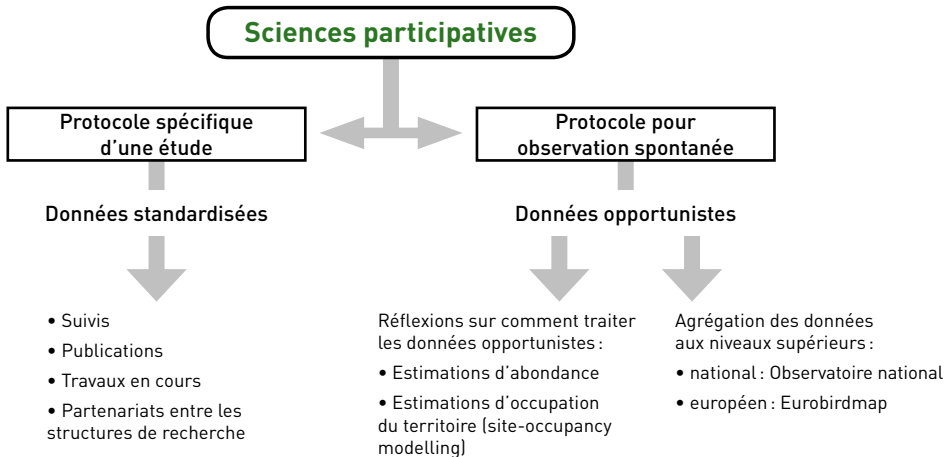 Sciences participatives
Protocole spécifique
d'une étude
Protocole pour
observation spontanée
Données standardisées
Données opportunistes
• Suivis
• Publications
• Travaux en cours
• Partenariats entre les
structures de recherche
Réflexions sur comment traiter
les données opportunistes :
• Estimations d'abondance
• Estimations d'occupation
du territoire (site-occupancy
modelling)
Agrégation des données
aux niveaux supérieurs :
• national : Observatoire national
• européen : Eurobirdmap